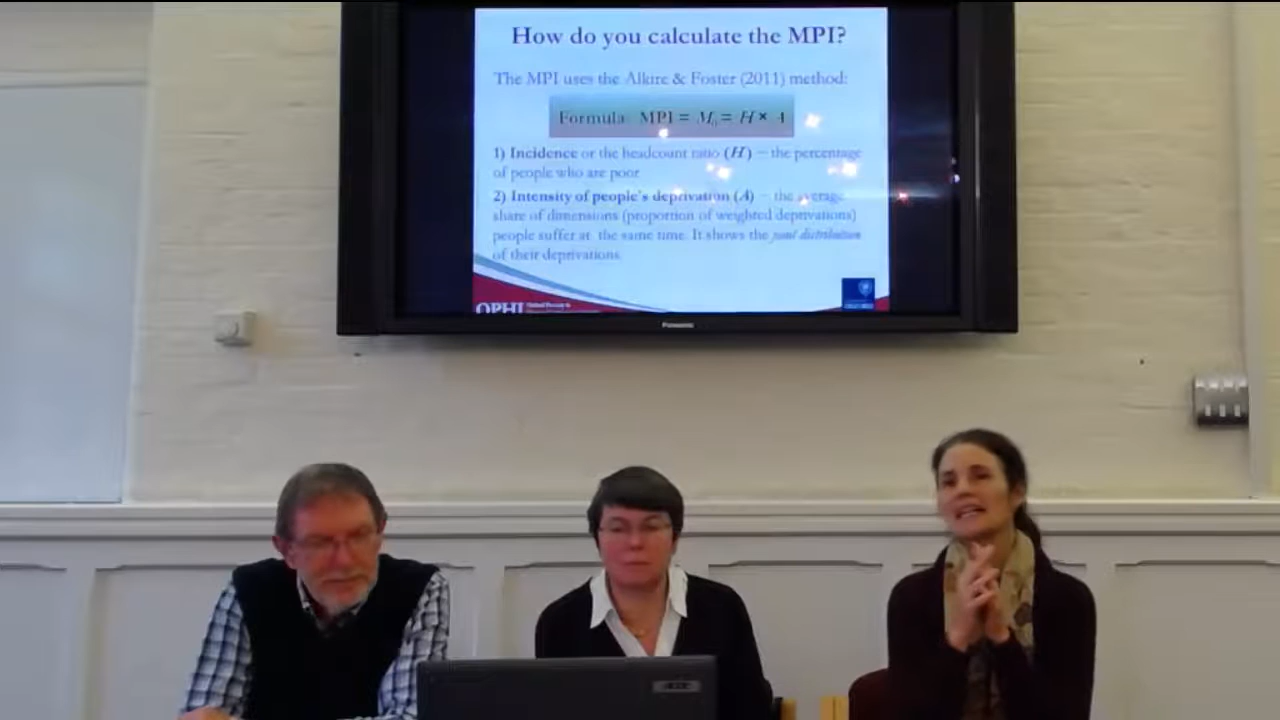 How do you calculate the MPI?
The MPI uses the Alkire & Foster (2011) method:
Formula: MPI = M0 = H × A
1) Incidence or the headcount ratio (H) – the percentage
of people who are poor.
2) Intensity of people's deprivation (A) – the average
share of dimensions (proportion of weighted deprivations)
people suffer at the same time. It shows the joint distribution
of their deprivations.
OPHI
Panasonic